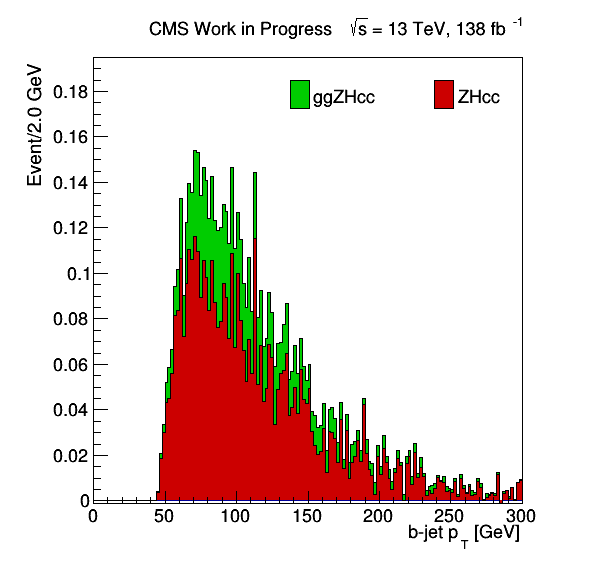 CMS Work in Progress √s = 13 TeV, 138 fb -1
Event/2.0 GeV
ggZHcc
ZHcc
0.18
0.16
0.14
0.12
0.1
0.08
0.06
0.04
0.02
0
0 50 100 150 200 250 300
b-jet p_T [GeV]